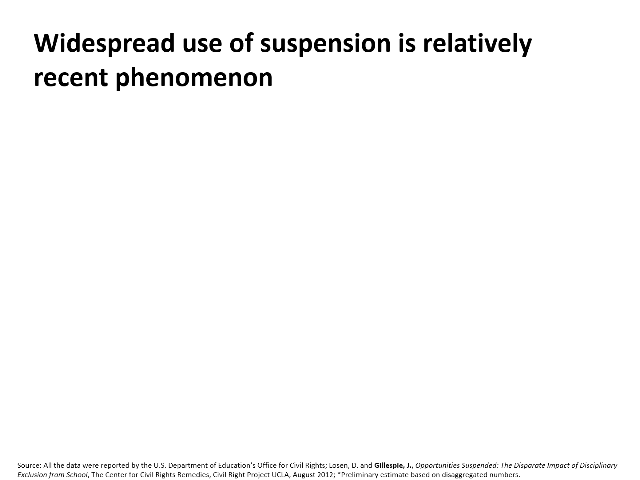 Widespread use of suspension is relatively
recent phenomenon
Source: All the data were reported by the U.S. Department of Education's Office for Civil Rights; Losen, D. and Gillespie, J., Opportunities Suspended: The Disparate Impact of Disciplinary
Exclusion from School, The Center for Civil Rights Remedies, Civil Right Project UCLA, August 2012; *Preliminary estimate based on disaggregated numbers.